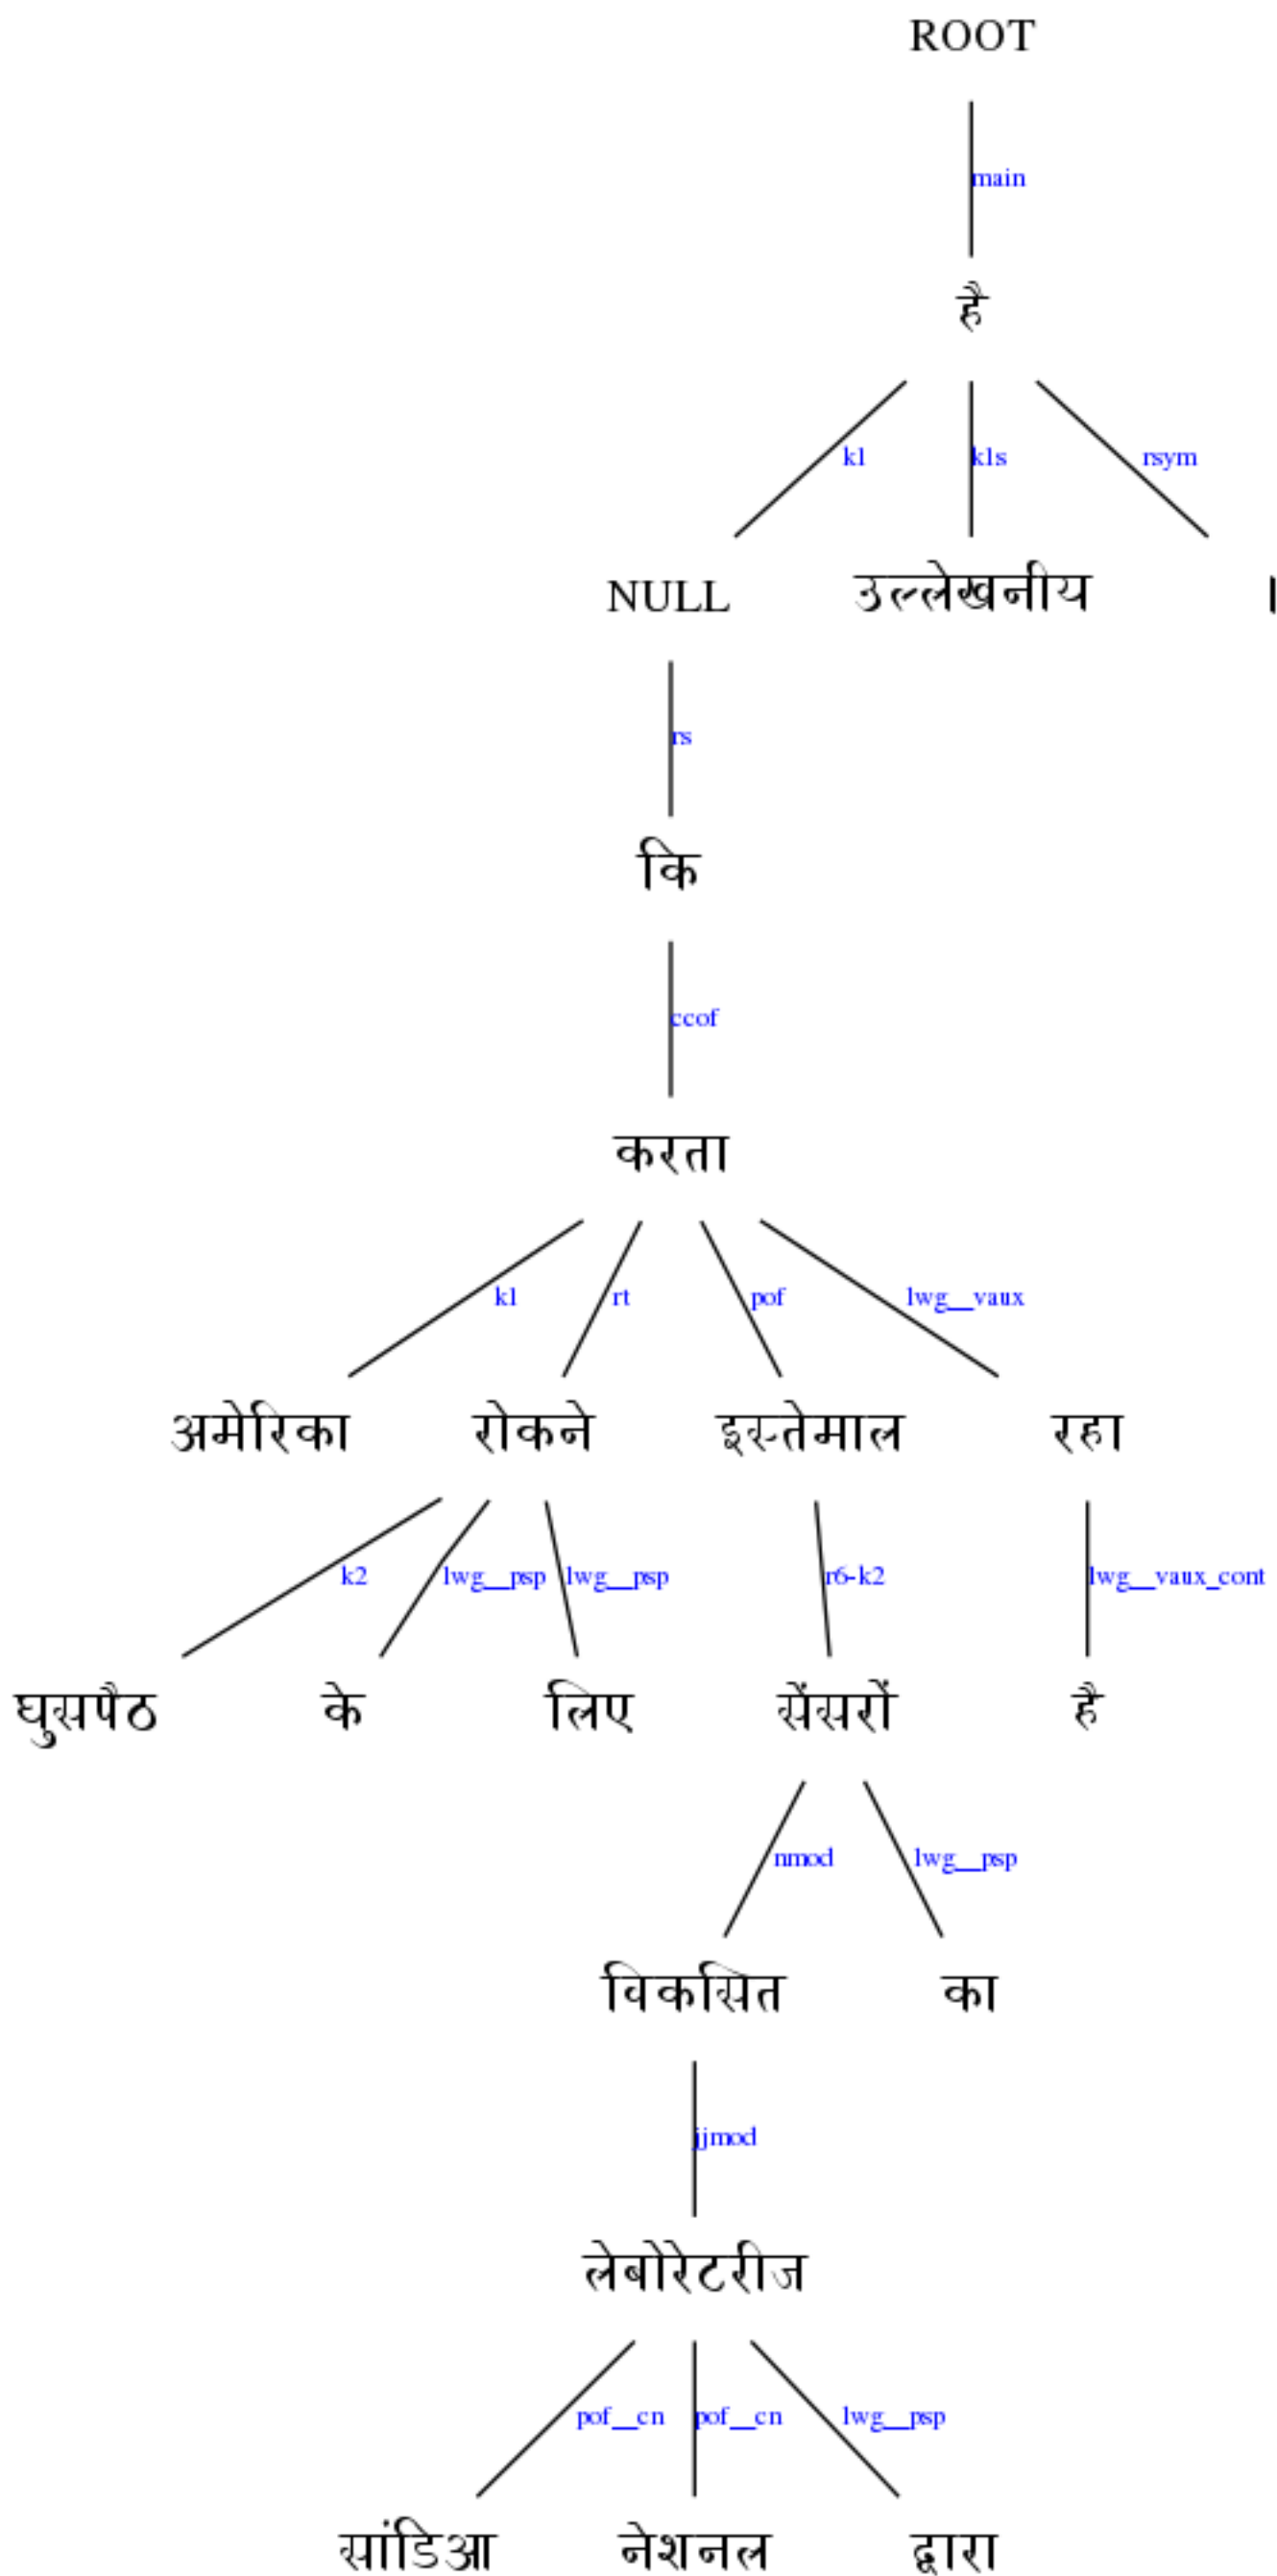 ROOT
main
है
k1 k1s rsym
NULL उल्लेखनीय ।
rs
कि
ccof
करता
k1 rt pof lwg__vaux
अमेरिका रोकने इस्तेमाल रहा
k2 lwg__psp lwg__psp r6-k2 lwg__vaux_cont
घुसपैठ के लिए सेंसरों है
nmod lwg__psp
विकसित का
jjmod
लेबोरेटरीज
pof__cn pof__cn lwg__psp
सांडिआ नेशनल द्वारा